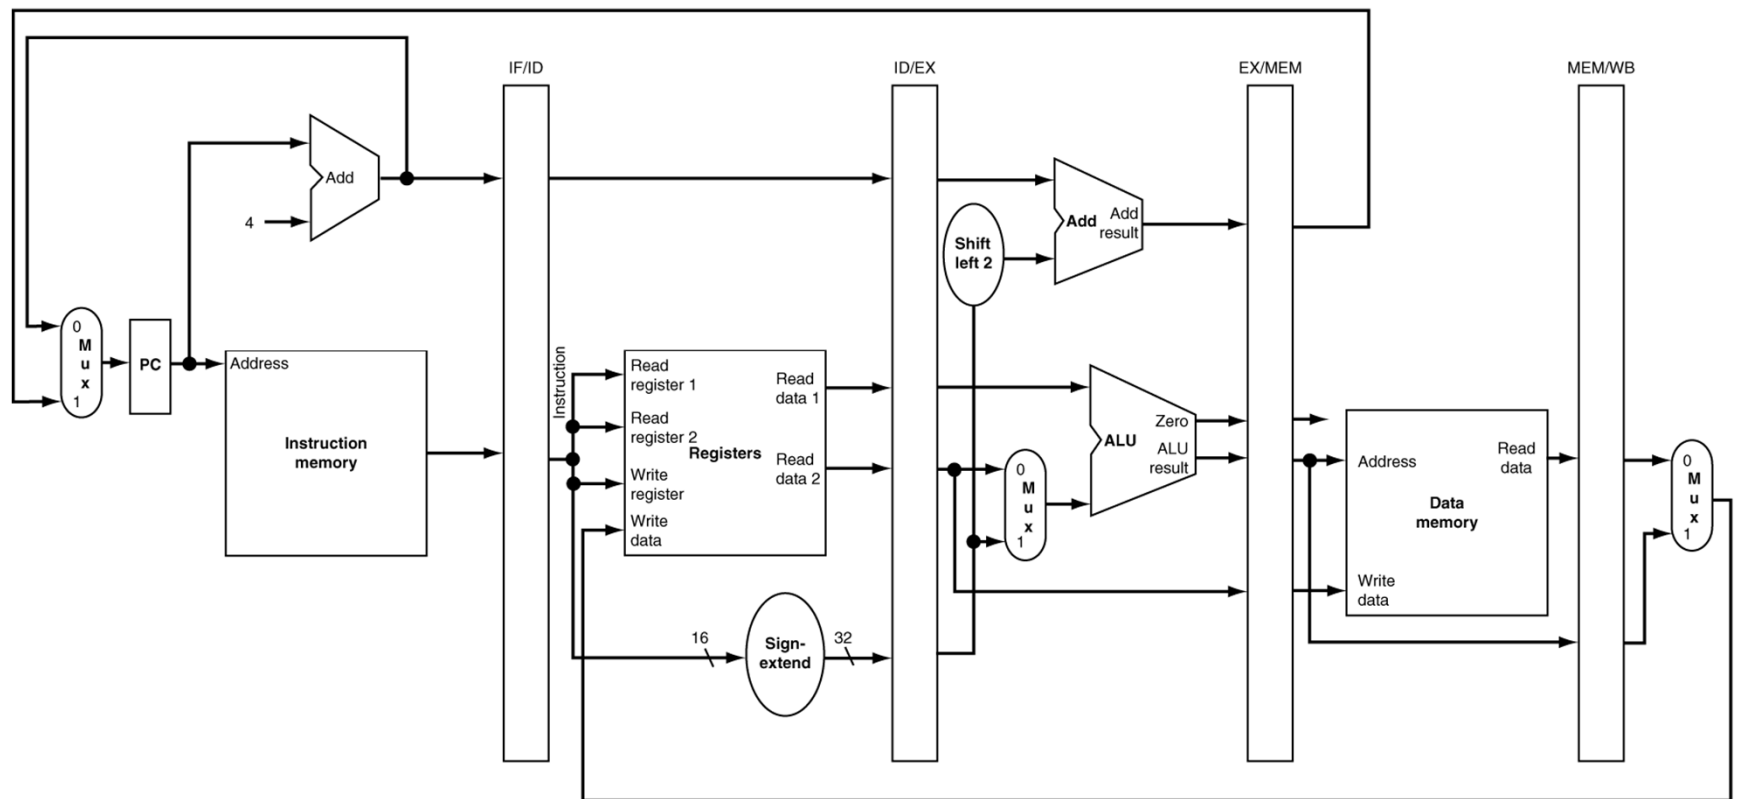 IF/ID
ID/EX
EX/MEM
MEM/WB
Add
4
Add
Add
result
Shift
left 2
0
M
u
x
1
PC
Address
Instruction
memory
Instruction
Read
register 1
Read
register 2
Write
register
Write
data
Registers
Read
data 1
Read
data 2
16
Sign-
extend
32
0
M
u
x
1
ALU
Zero
ALU
result
Address
Read
data
Data
memory
Write
data
0
M
u
x
1